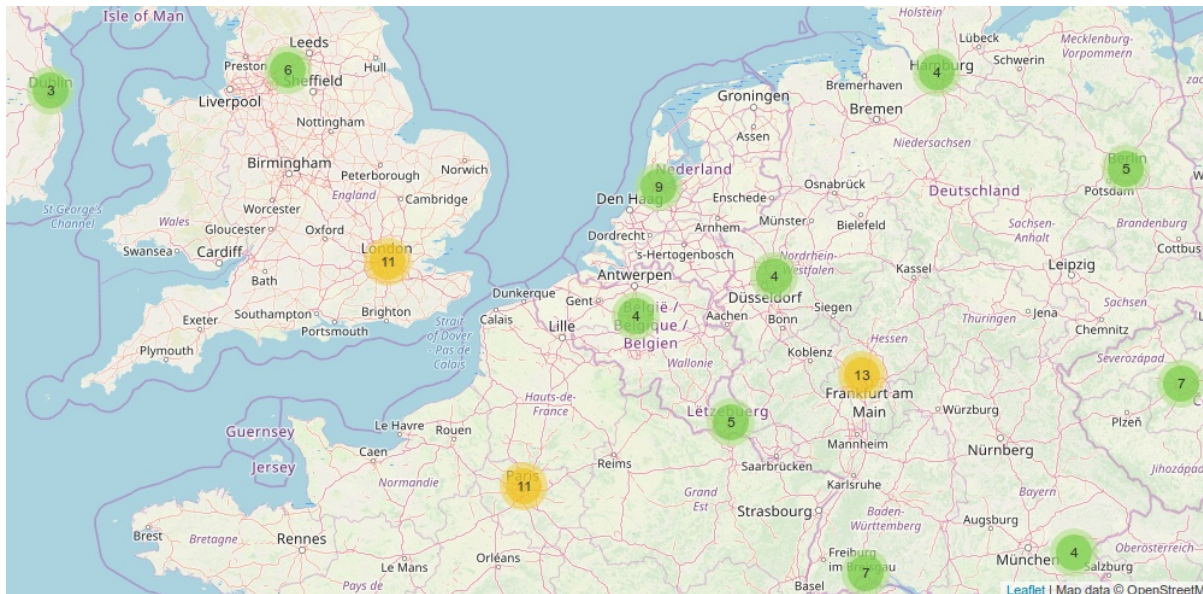 Isle of Man
Holstein
Lübeck
Mecklenburg-
Vorpommern
Leeds
Preston
6
Hull
Sheffield
Liverpool
Dublin
3
Hamburg
4
Schwerin
Bremerhaven
Bremen
Groningen
Assen
Nottingham
Niedersachsen
Birmingham
Peterborough
Norwich
Nederland
9
Berlin
5
Potsdam
England
Cambridge
Den Haag
Enschede
Osnabrück
Deutschland
St George's
Channel
Wales
Worcester
Gloucester
Oxford
Dordrecht
Arnhem
Münster
Bielefeld
Sachsen-
Anhalt
Brandenburg
Swansea
Cardiff
London
11
's-Hertogenbosch
Nordrhein-
Westfalen
Cottbus
Bath
Antwerpen
4
Kassel
Leipzig
Dunkerque
Gent
België /
Belgique /
Belgien
4
Düsseldorf
Sachsen
Southampton
Brighton
Portsmouth
Exeter
Strait
of Dover
- Pas de
Calais
Calais
Lille
Aachen
Bonn
Siegen
Thüringen
Jena
Chemnitz
Plymouth
Wallonie
Koblenz
Hessen
Severozápad
13
Frankfurt am
Main
7
Hauts-de-
France
Lëtzebuerg
5
Würzburg
Plzeň
Guernsey
Le Havre
Rouen
Caen
Mannheim
Nürnberg
Jersey
Reims
Saarbrücken
Jihozápad
Paris
11
Normandie
Karlsruhe
Grand
Est
Bayern
Strasbourg
Baden-
Württemberg
Augsburg
Brest
Bretagne
Rennes
Orléans
Le Mans
Freiburg
im Breisgau
7
München
4
Oberösterreich
Salzburg
Pays de
Basel
Leaflet | Map data © OpenStreetM